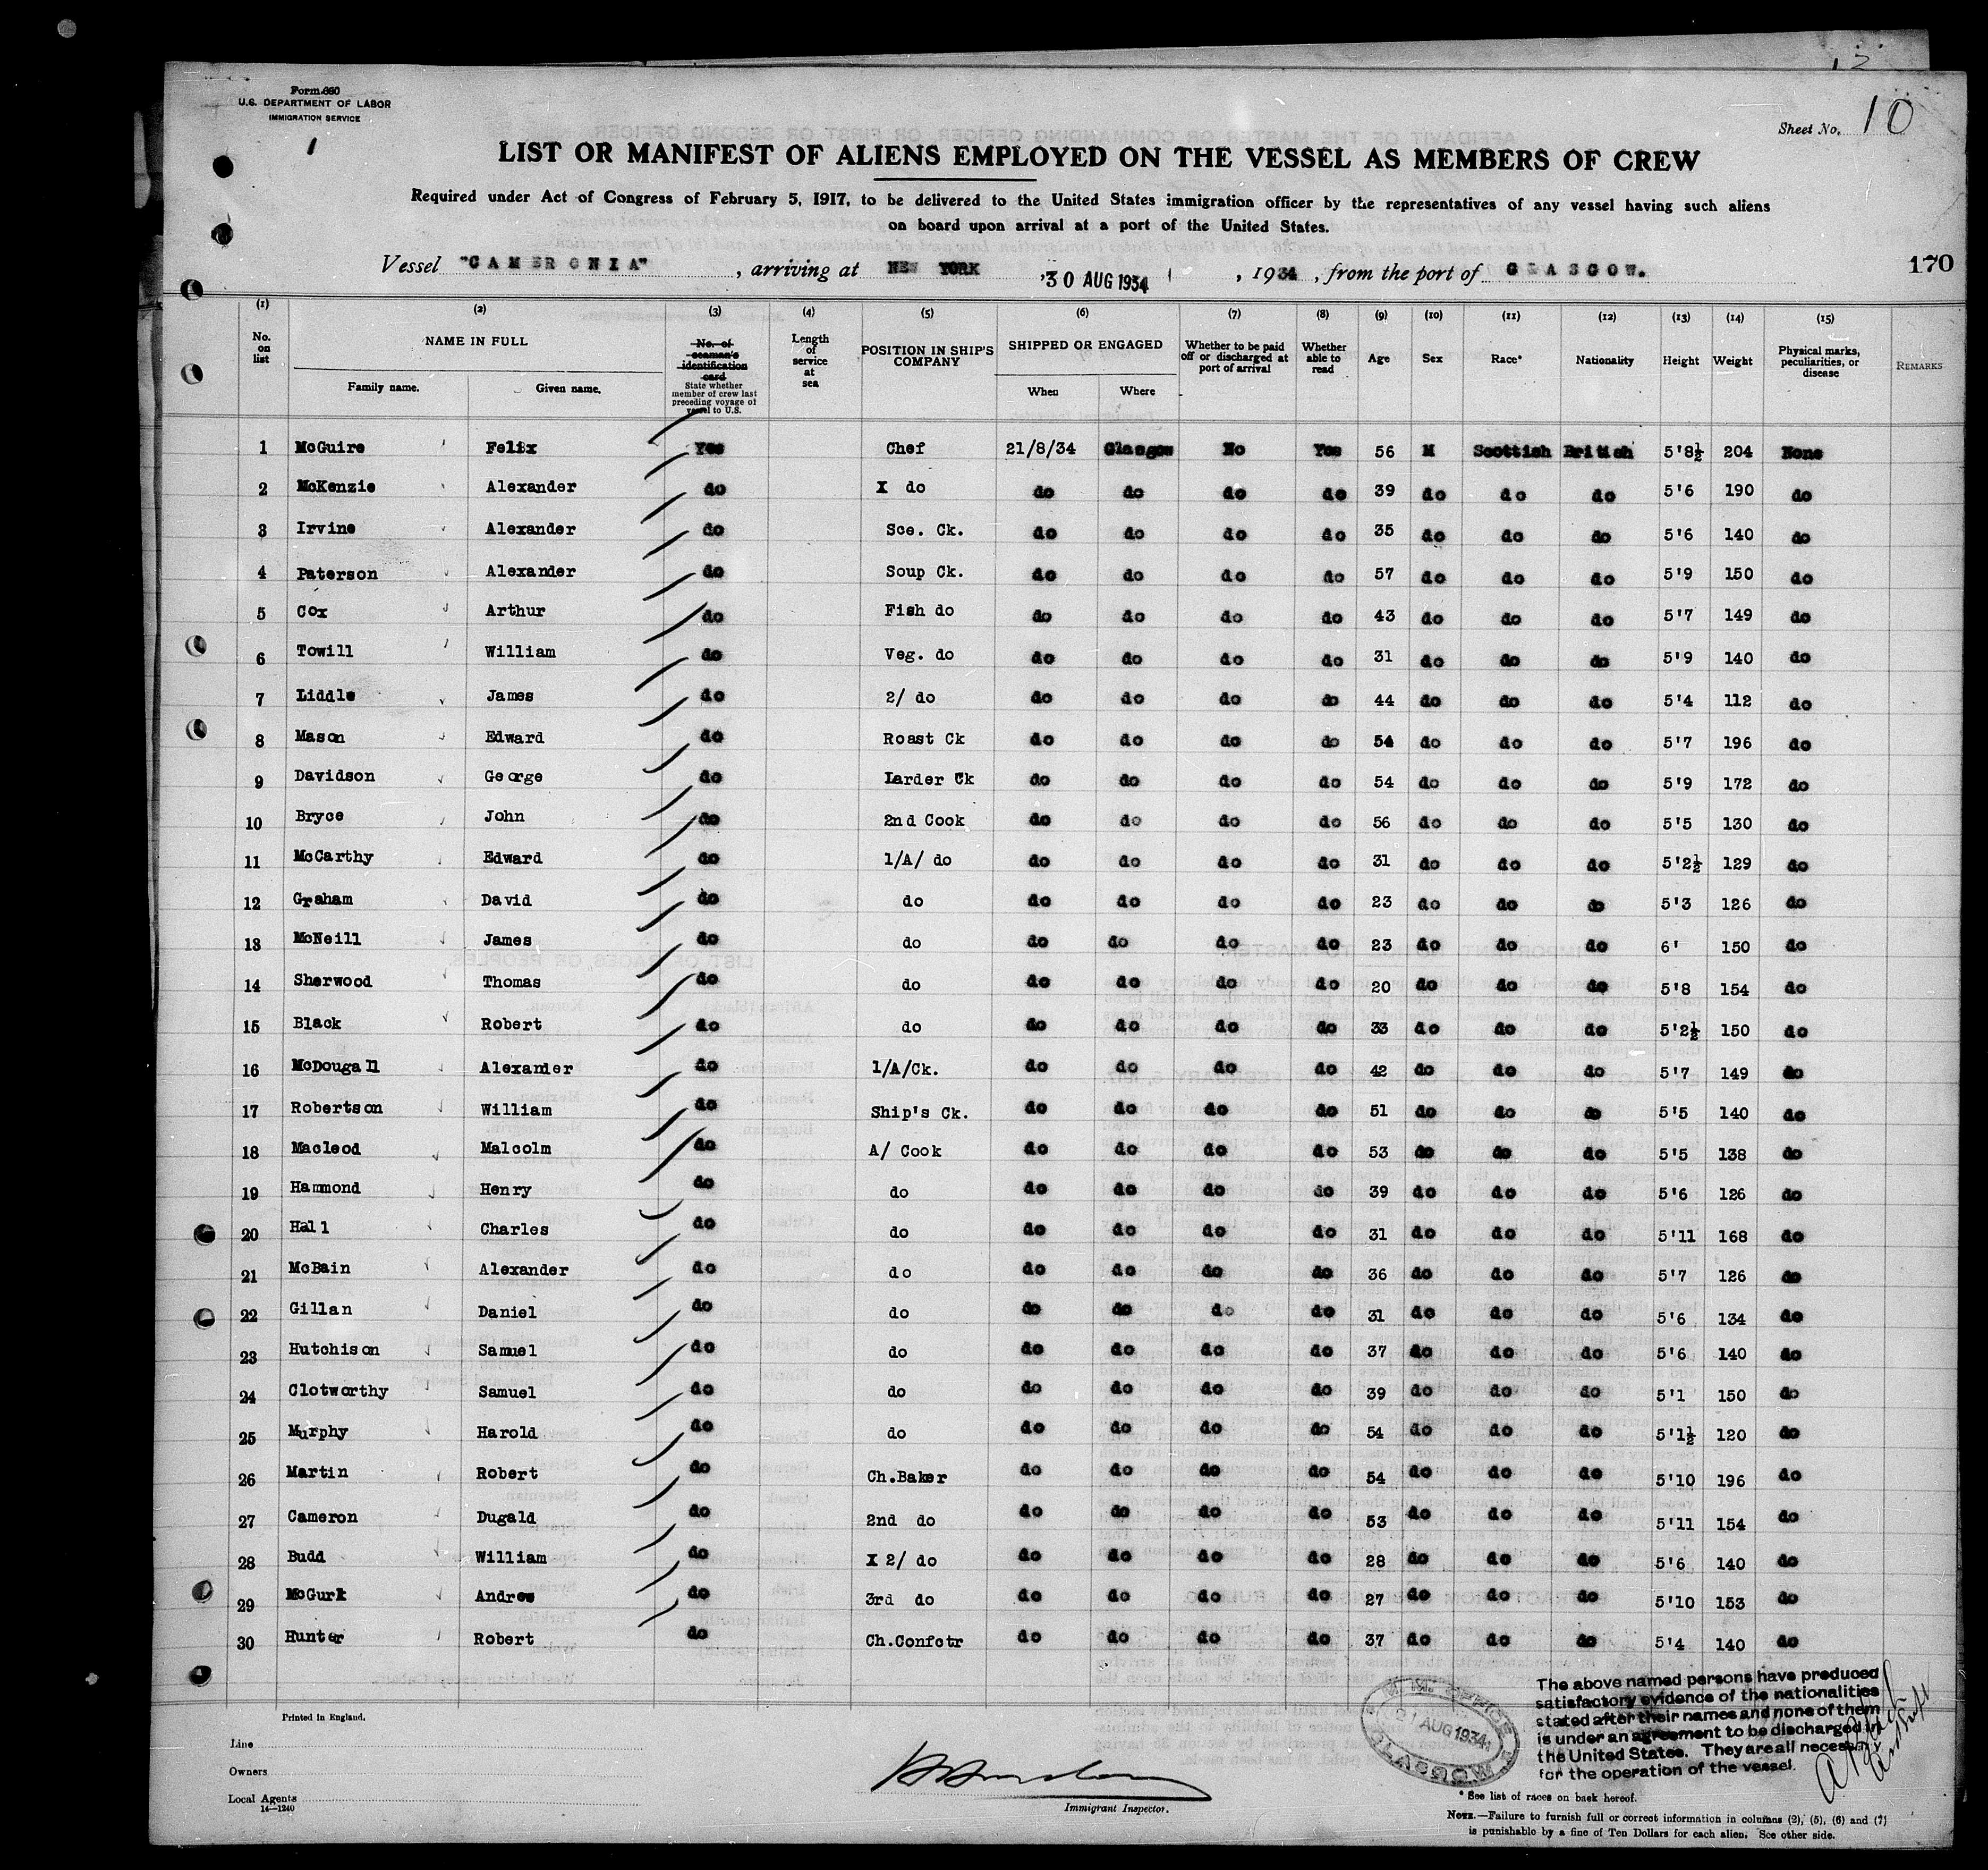 Form 660
U.S. DEPARTMENT OF LABOR
IMMIGRATION SERVICE
1
Sheet No. 10
LIST OR MANIFEST OF ALIENS EMPLOYED ON THE VESSEL AS MEMBERS OF CREW
Required under Act of Congress of February 5, 1917, to be delivered to the United States immigration officer by the representatives of any vessel having such aliens
on board upon arrival at a port of the United States.
Vessel "CAMERONIA", arriving at NEW YORK, 30 AUG 1934, 1934, from the port of GLASGOW.
170
(1) No. on list (2) NAME IN FULL Family name. Given name. (3) No. of seaman's identification card State whether member of crew last preceding voyage of vessel to U.S. (4) Length of service at sea (5) POSITION IN SHIP'S COMPANY (6) SHIPPED OR ENGAGED When Where (7) Whether to be paid off or discharged at port of arrival (8) Whether able to read (9) Age (10) Sex (11) Race* (12) Nationality (13) Height (14) Weight (15) Physical marks, peculiarities, or disease REMARKS
1 McGuire Felix Yes Chef 21/8/34 Glasgow No Yes 56 M Scottish British 5'8½ 204 None
2 McKenzie Alexander do X do do do do do 39 do do do 5'6 190 do
3 Irvine Alexander do Sce. Ck. do do do do 35 do do do 5'6 140 do
4 Paterson Alexander do Soup Ck. do do do do 57 do do do 5'9 150 do
5 Cox Arthur do Fish do do do do do 43 do do do 5'7 149 do
6 Towill William do Veg. do do do do do 31 do do do 5'9 140 do
7 Liddle James do 2/ do do do do do 44 do do do 5'4 112 do
8 Mason Edward do Roast Ck do do do do 54 do do do 5'7 196 do
9 Davidson George do Larder Ck do do do do 54 do do do 5'9 172 do
10 Bryce John do 2nd Cook do do do do 56 do do do 5'5 130 do
11 McCarthy Edward do 1/A/ do do do do do 31 do do do 5'2½ 129 do
12 Graham David do do do do do do 23 do do do 5'3 126 do
13 McNeill James do do do do do do 23 do do do 6' 150 do
14 Sherwood Thomas do do do do do do 20 do do do 5'8 154 do
15 Black Robert do do do do do do 33 do do do 5'2½ 150 do
16 McDougall Alexander do 1/A/Ck. do do do do 42 do do do 5'7 149 do
17 Robertson William do Ship's Ck. do do do do 51 do do do 5'5 140 do
18 Macleod Malcolm do A/ Cook do do do do 53 do do do 5'5 138 do
19 Hammond Henry do do do do do do 39 do do do 5'6 126 do
20 Hall Charles do do do do do do 31 do do do 5'11 168 do
21 McBain Alexander do do do do do do 36 do do do 5'7 126 do
22 Gillan Daniel do do do do do do 31 do do do 5'6 134 do
23 Hutchison Samuel do do do do do do 37 do do do 5'6 140 do
24 Clotworthy Samuel do do do do do do 39 do do do 5'1 150 do
25 Murphy Harold do do do do do do 54 do do do 5'1½ 120 do
26 Martin Robert do Ch.Baker do do do do 54 do do do 5'10 196 do
27 Cameron Dugald do 2nd do do do do do 53 do do do 5'11 154 do
28 Budd William do X 2/ do do do do do 28 do do do 5'6 140 do
29 McGurk Andrew do 3rd do do do do do 27 do do do 5'10 153 do
30 Hunter Robert do Ch.Confctr do do do do 37 do do do 5'4 140 do
The above named persons have produced
satisfactory evidence of the nationalities
stated after their names and none of them
is under an agreement to be discharged in
the United States. They are all necessary
for the operation of the vessel.
21 AUG 1934
GLASGOW
Printed in England.
Line
Owners
Local Agents
14—1240
Immigrant Inspector.
* See list of races on back hereof.
NOTE.—Failure to furnish full or correct information in columns (2), (5), (6) and (7)
is punishable by a fine of Ten Dollars for each alien. See other side.